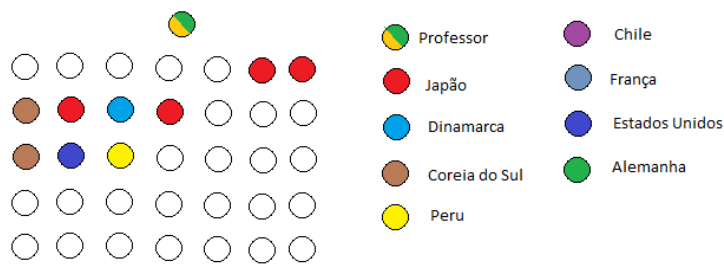 Professor
Japão
Dinamarca
Coreia do Sul
Peru
Chile
França
Estados Unidos
Alemanha